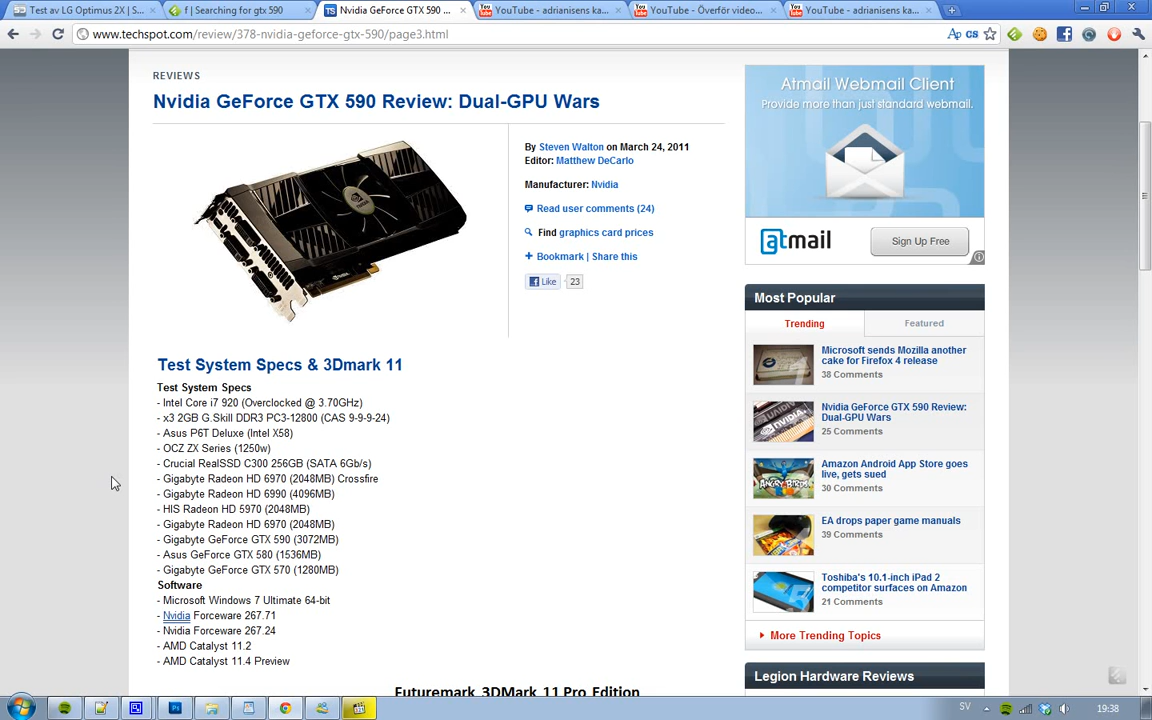 Test av LG Optimus 2X | S...
f | Searching for gtx 590
TS Nvidia GeForce GTX 590 ...
YouTube - adrianisens ka...
YouTube - Överför video...
YouTube - adrianisens ka...
www.techspot.com/review/378-nvidia-geforce-gtx-590/page3.html
REVIEWS
Nvidia GeForce GTX 590 Review: Dual-GPU Wars
By Steven Walton on March 24, 2011
Editor: Matthew DeCarlo
Manufacturer: Nvidia
Read user comments (24)
Find graphics card prices
+ Bookmark | Share this
Like 23
Atmail Webmail Client
Provide more than just standard webmail.
atmail
Sign Up Free
Most Popular
Trending
Featured
Microsoft sends Mozilla another
cake for Firefox 4 release
38 Comments
Nvidia GeForce GTX 590 Review:
Dual-GPU Wars
25 Comments
Amazon Android App Store goes
live, gets sued
30 Comments
EA drops paper game manuals
39 Comments
Toshiba's 10.1-inch iPad 2
competitor surfaces on Amazon
21 Comments
More Trending Topics
Legion Hardware Reviews
Test System Specs & 3Dmark 11
Test System Specs
- Intel Core i7 920 (Overclocked @ 3.70GHz)
- x3 2GB G.Skill DDR3 PC3-12800 (CAS 9-9-9-24)
- Asus P6T Deluxe (Intel X58)
- OCZ ZX Series (1250w)
- Crucial RealSSD C300 256GB (SATA 6Gb/s)
- Gigabyte Radeon HD 6970 (2048MB) Crossfire
- Gigabyte Radeon HD 6990 (4096MB)
- HIS Radeon HD 5970 (2048MB)
- Gigabyte Radeon HD 6970 (2048MB)
- Gigabyte GeForce GTX 590 (3072MB)
- Asus GeForce GTX 580 (1536MB)
- Gigabyte GeForce GTX 570 (1280MB)
Software
- Microsoft Windows 7 Ultimate 64-bit
- Nvidia Forceware 267.71
- Nvidia Forceware 267.24
- AMD Catalyst 11.2
- AMD Catalyst 11.4 Preview
Futuremark 3DMark 11 Pro Edition
SV
19:38